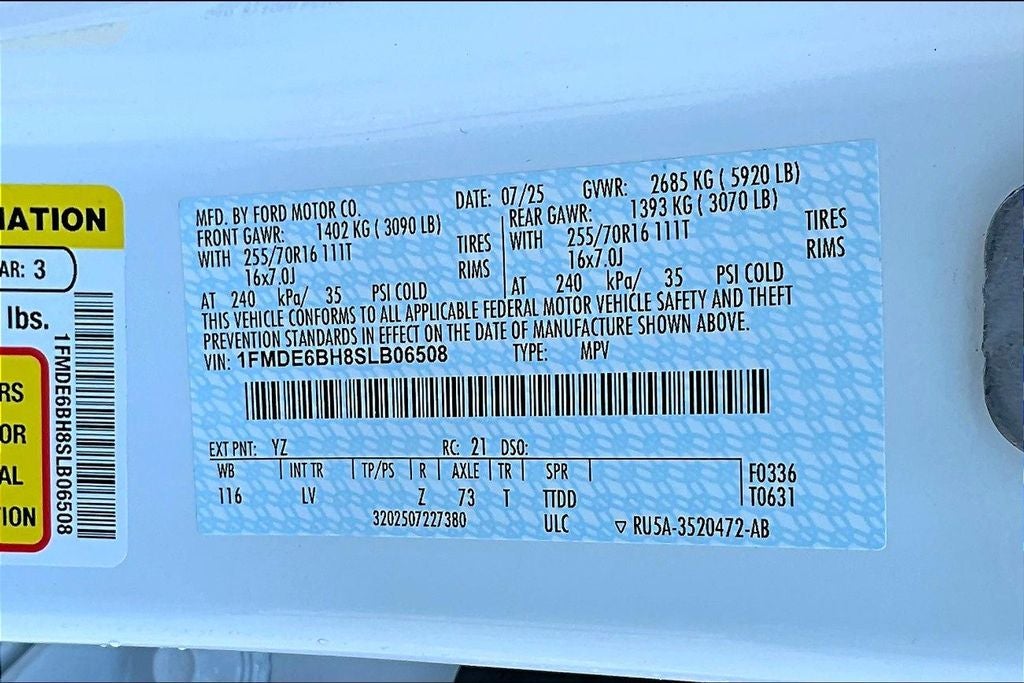 MFD. BY FORD MOTOR CO. DATE: 07/25 GVWR: 2685 KG ( 5920 LB)
FRONT GAWR: 1402 KG ( 3090 LB) REAR GAWR: 1393 KG ( 3070 LB)
WITH 255/70R16 111T TIRES WITH 255/70R16 111T TIRES
16x7.0J RIMS 16x7.0J RIMS
AT 240 kPa/ 35 PSI COLD AT 240 kPa/ 35 PSI COLD
THIS VEHICLE CONFORMS TO ALL APPLICABLE FEDERAL MOTOR VEHICLE SAFETY AND THEFT
PREVENTION STANDARDS IN EFFECT ON THE DATE OF MANUFACTURE SHOWN ABOVE.
VIN: 1FMDE6BH8SLB06508 TYPE: MPV
EXT PNT: YZ RC: 21 DSO:
WB INT TR TP/PS R AXLE TR SPR F0336
116 LV Z 73 T TTDD T0631
3202507227380 ULC ▽ RU5A-3520472-AB
MATION
AR: 3
lbs.
RS
OR
AL
ION
1FMDE6BH8SLB06508